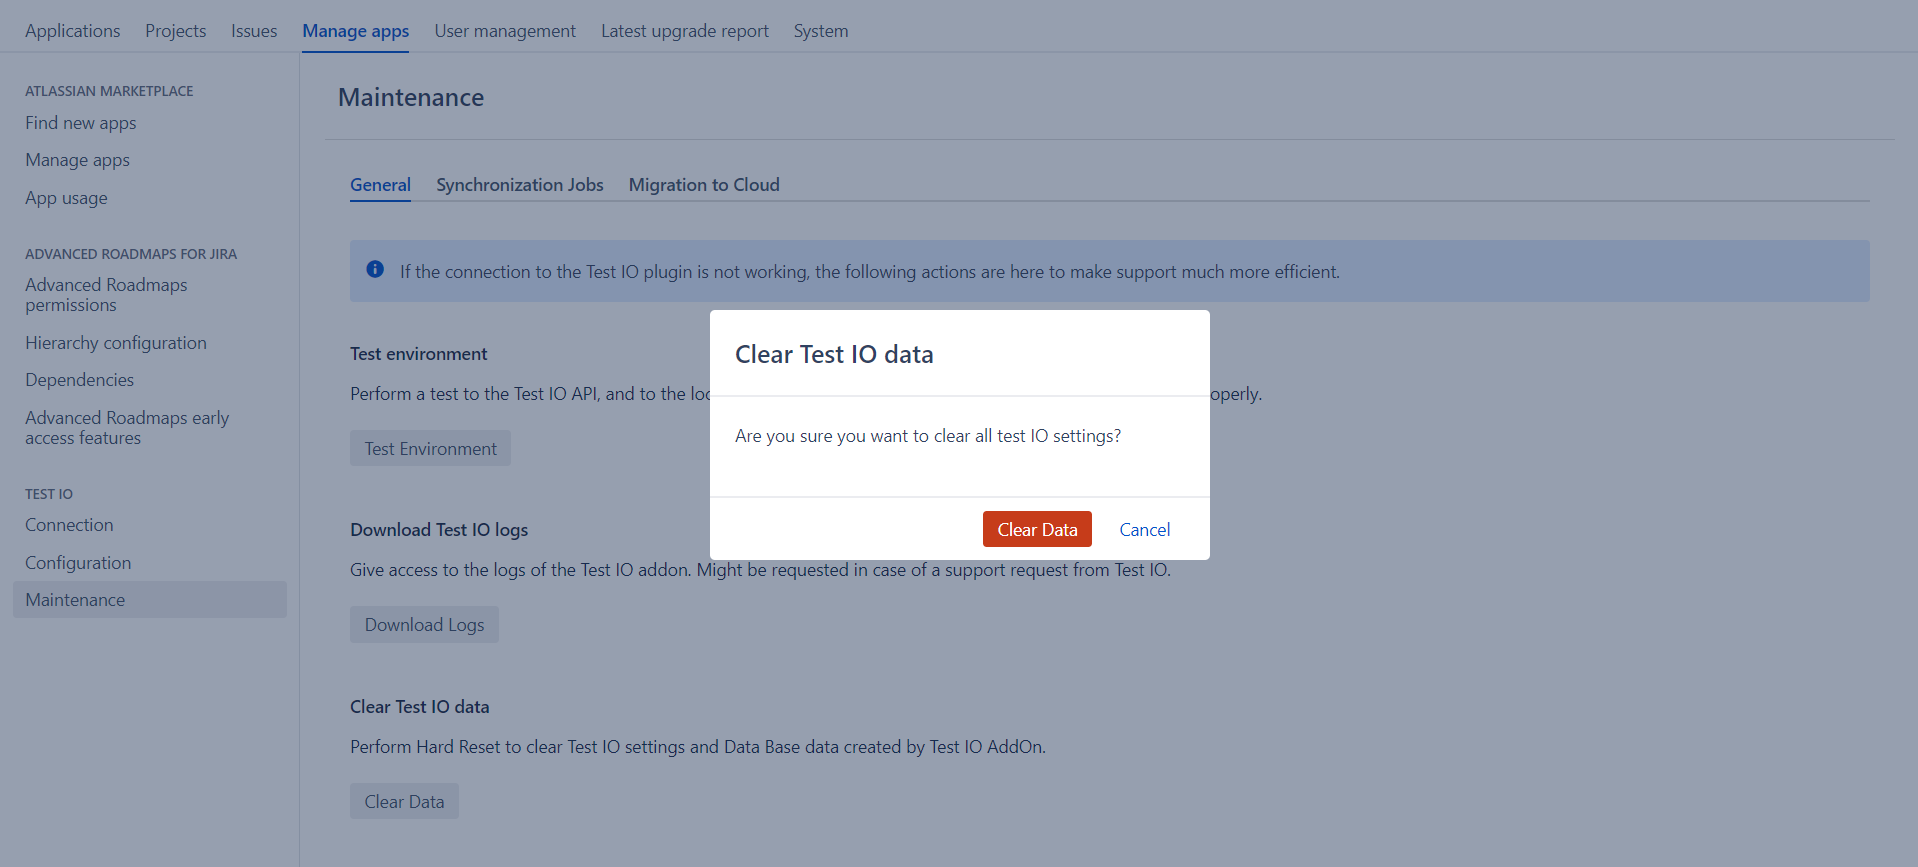 Applications Projects Issues Manage apps User management Latest upgrade report System
ATLASSIAN MARKETPLACE
Find new apps
Manage apps
App usage
ADVANCED ROADMAPS FOR JIRA
Advanced Roadmaps
permissions
Hierarchy configuration
Dependencies
Advanced Roadmaps early
access features
TEST IO
Connection
Configuration
Maintenance
Maintenance
General Synchronization Jobs Migration to Cloud
If the connection to the Test IO plugin is not working, the following actions are here to make support much more efficient.
Test environment
Perform a test to the Test IO API, and to the
Test Environment
Download Test IO logs
Give access to the logs of the Test IO addon. Might be requested in case of a support request from Test IO.
Download Logs
Clear Test IO data
Perform Hard Reset to clear Test IO settings and Data Base data created by Test IO AddOn.
Clear Data
Clear Test IO data
Are you sure you want to clear all test IO settings?
Clear Data Cancel